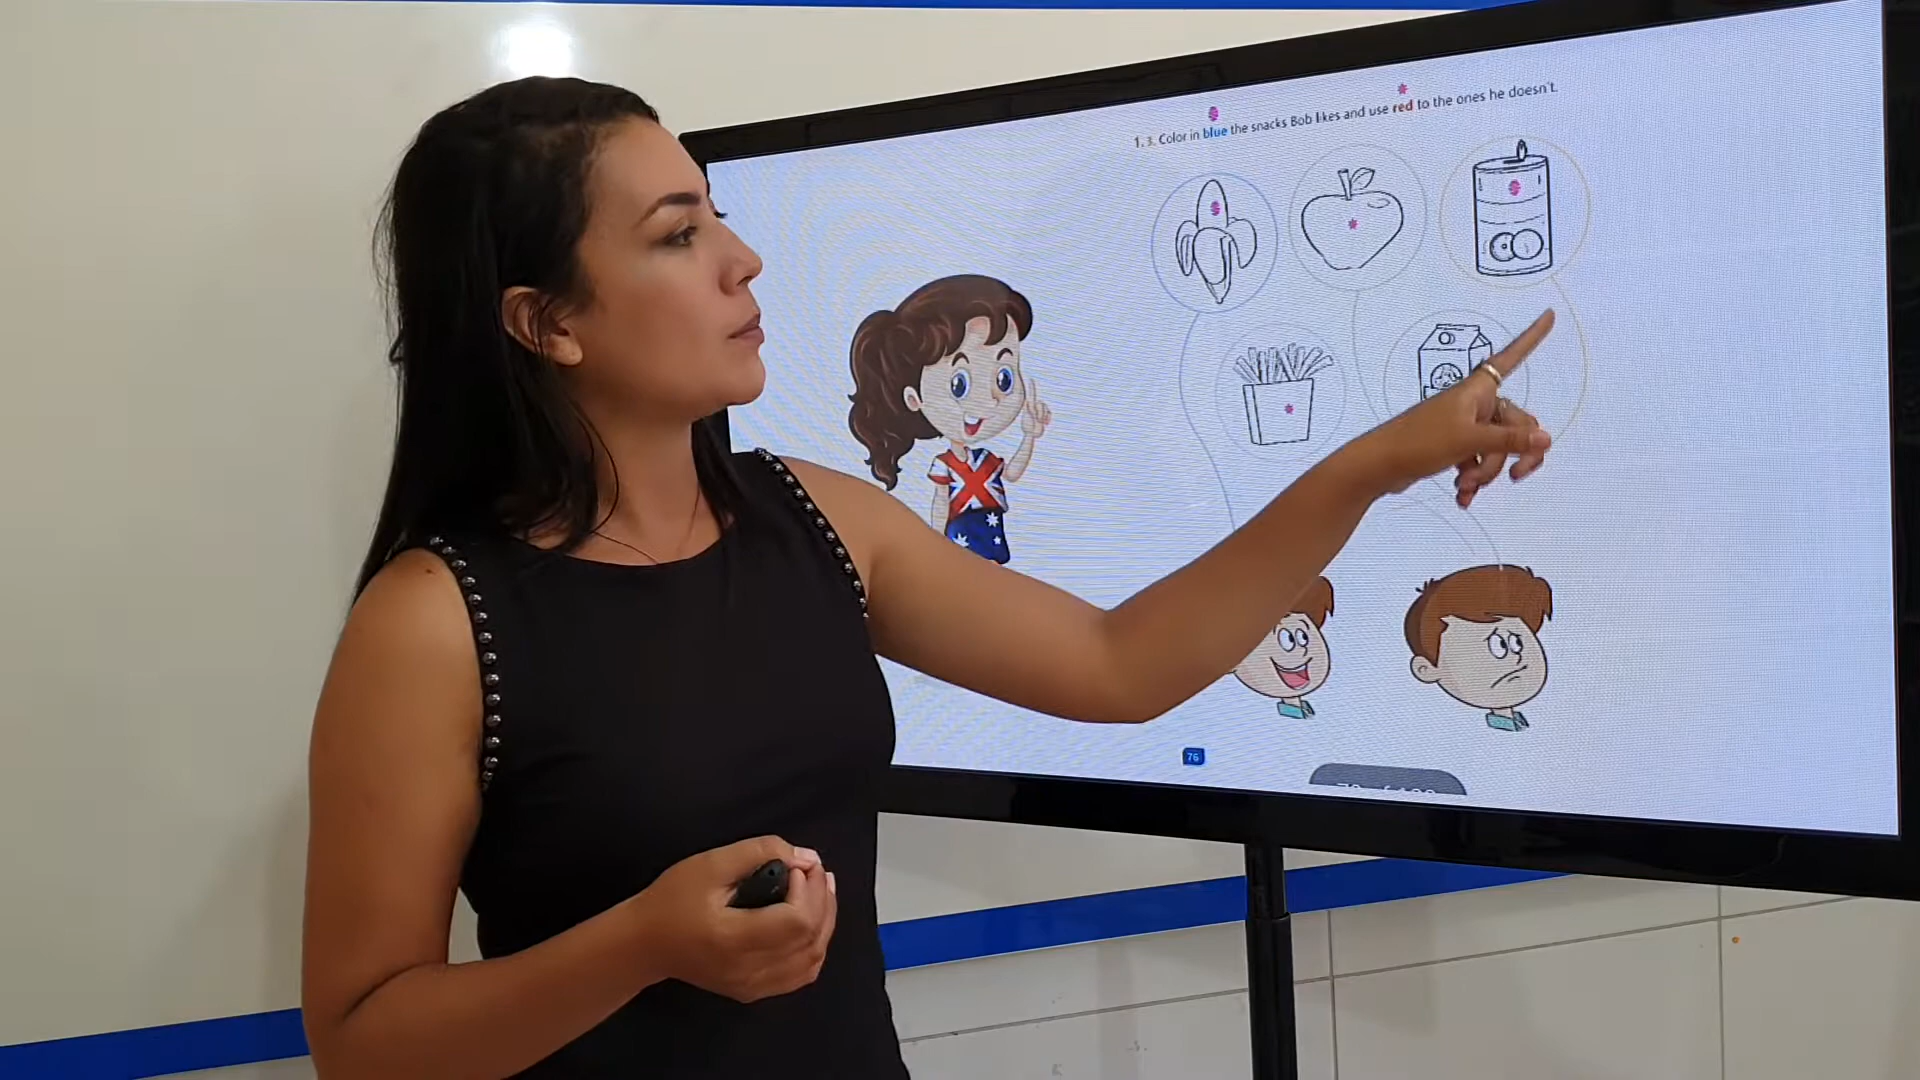 1. 3. Color in blue the snacks Bob likes and use red to the ones he doesn't.
76